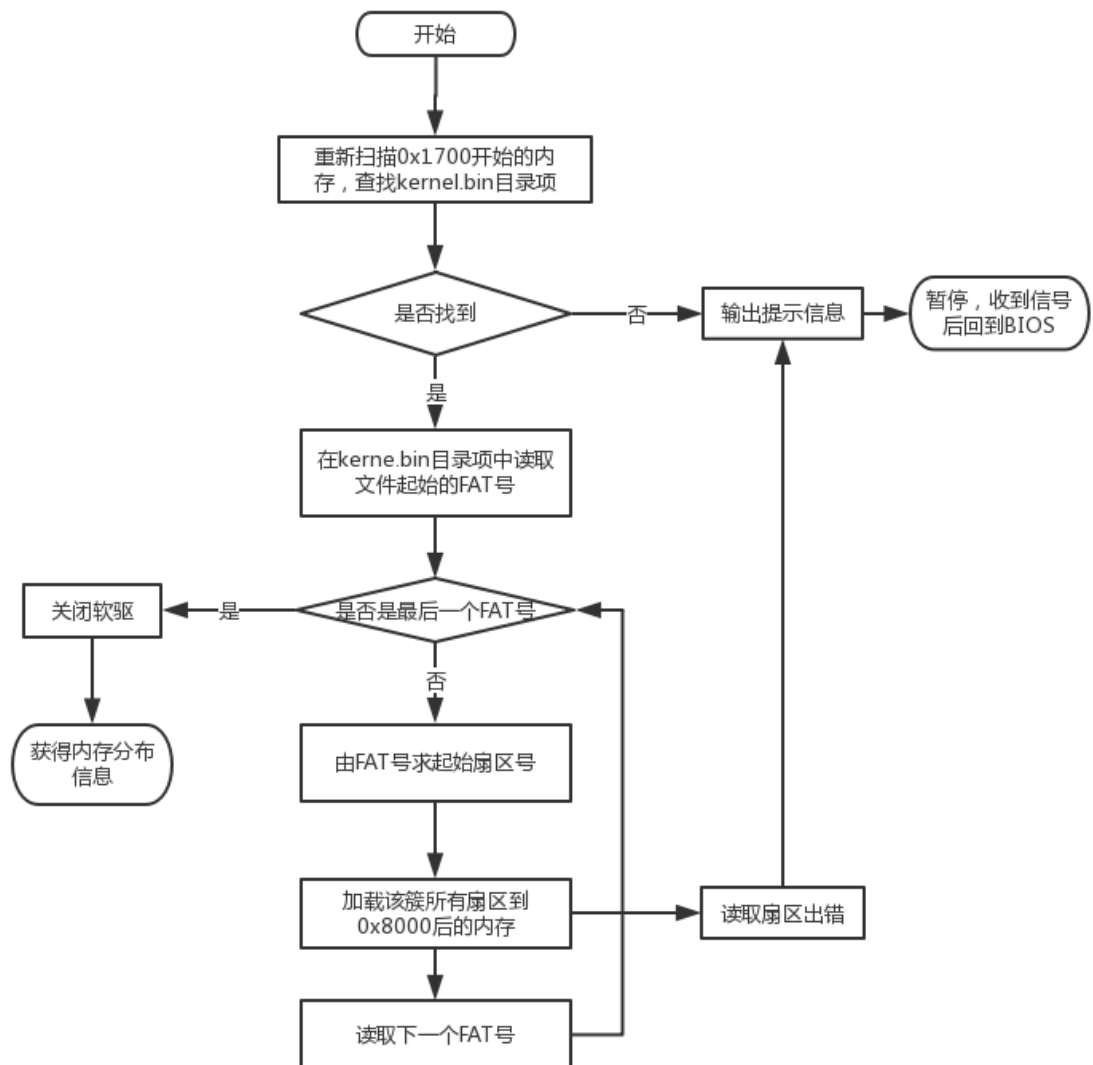 开始
重新扫描0x1700开始的内
存，查找kernel.bin目录项
是否找到
否
输出提示信息
暂停，收到信号
后回到BIOS
是
在kerne.bin目录项中读取
文件起始的FAT号
关闭软驱
是
是否是最后一个FAT号
否
获得内存分布
信息
由FAT号求起始扇区号
加载该簇所有扇区到
0x8000后的内存
读取扇区出错
读取下一个FAT号